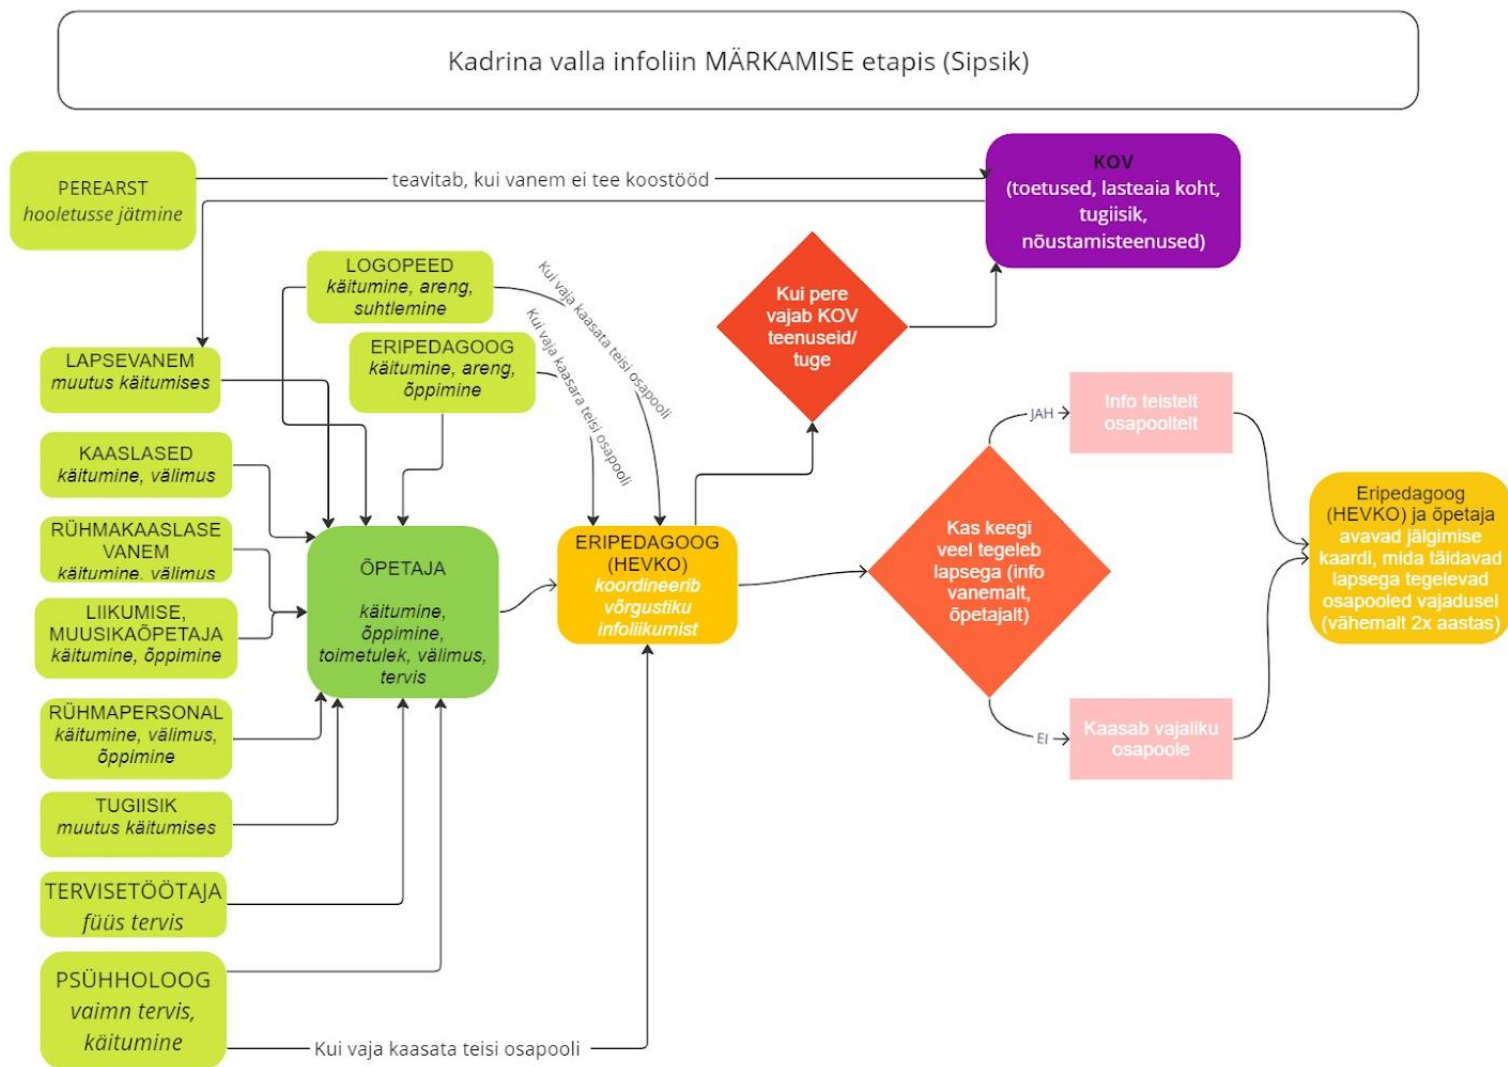 Kadrina valla infoliin MÄRKAMISE etapis (Sipsik)
PEREARST
hooletusse jätmine
teavitab, kui vanem ei tee koostööd
KOV
(toetused, lasteaia koht,
tugiisik,
nõustamisteenused)
LOGOPEED
käitumine, areng,
suhtlemine
Kui vaja kaasata teisi osapooli
ERIPEDAGOOG
käitumine, areng,
õppimine
Kui vaja kaasara teisi osapooli
Kui pere
vajab KOV
teenuseid/
tuge
LAPSEVANEM
muutus käitumises
KAASLASED
käitumine, välimus
RÜHMAKAASLASE
VANEM
käitumine, välimus
LIIKUMISE,
MUUSIKAÕPETAJA
käitumine, õppimine
RÜHMAPERSONAL
käitumine, välimus,
õppimine
TUGIISIK
muutus käitumises
TERVISETÖÖTAJA
füüs tervis
PSÜHHOLOOG
vaimn tervis,
käitumine
Kui vaja kaasata teisi osapooli
ÕPETAJA
käitumine,
õppimine,
toimetulek, välimus,
tervis
ERIPEDAGOOG
(HEVKO)
koordineerib
võrgustiku
infoliikumist
Kas keegi
veel tegeleb
lapsega (info
vanemalt,
õpetajalt)
JAH
Info teistelt
osapooltelt
EI
Kaasab vajaliku
osapoole
Eripedagoog
(HEVKO) ja õpetaja
avavad jälgimise
kaardi, mida täidavad
lapsega tegelevad
osapooled vajadusel
(vähemalt 2x aastas)